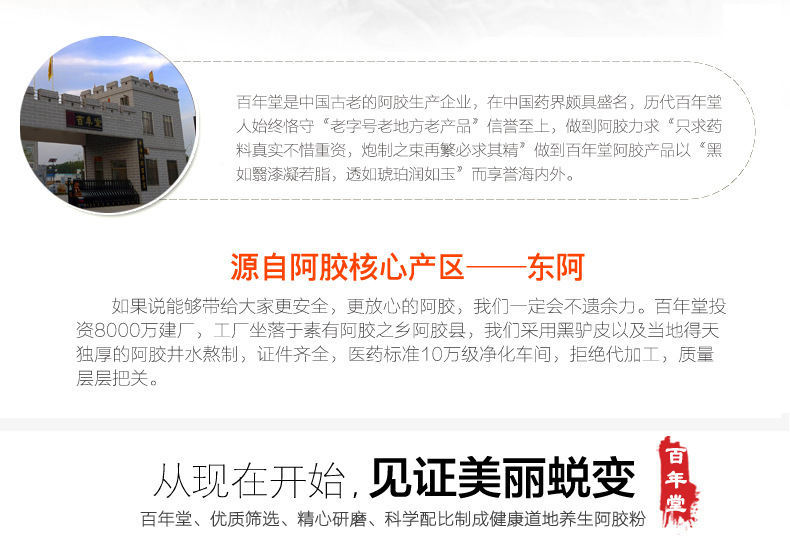 百年堂
百年堂是中国古老的阿胶生产企业，在中国药界颇具盛名，历代百年堂
人始终恪守“老字号老地方老产品”信誉至上，做到阿胶力求“只求药
料真实不惜重资，炮制之束再繁必求其精”做到百年堂阿胶产品以“黑
如翳漆凝若脂，透如琥珀润如玉”而享誉海内外。
源自阿胶核心产区——东阿
如果说能够带给大家更安全，更放心的阿胶，我们一定会不遗余力。百年堂投
资8000万建厂，工厂坐落于素有阿胶之乡阿胶县，我们采用黑驴皮以及当地得天
独厚的阿胶井水熬制，证件齐全，医药标准10万级净化车间，拒绝代加工，质量
层层把关。
从现在开始，见证美丽蜕变
百年堂、优质筛选、精心研磨、科学配比制成健康道地养生阿胶粉
百年堂